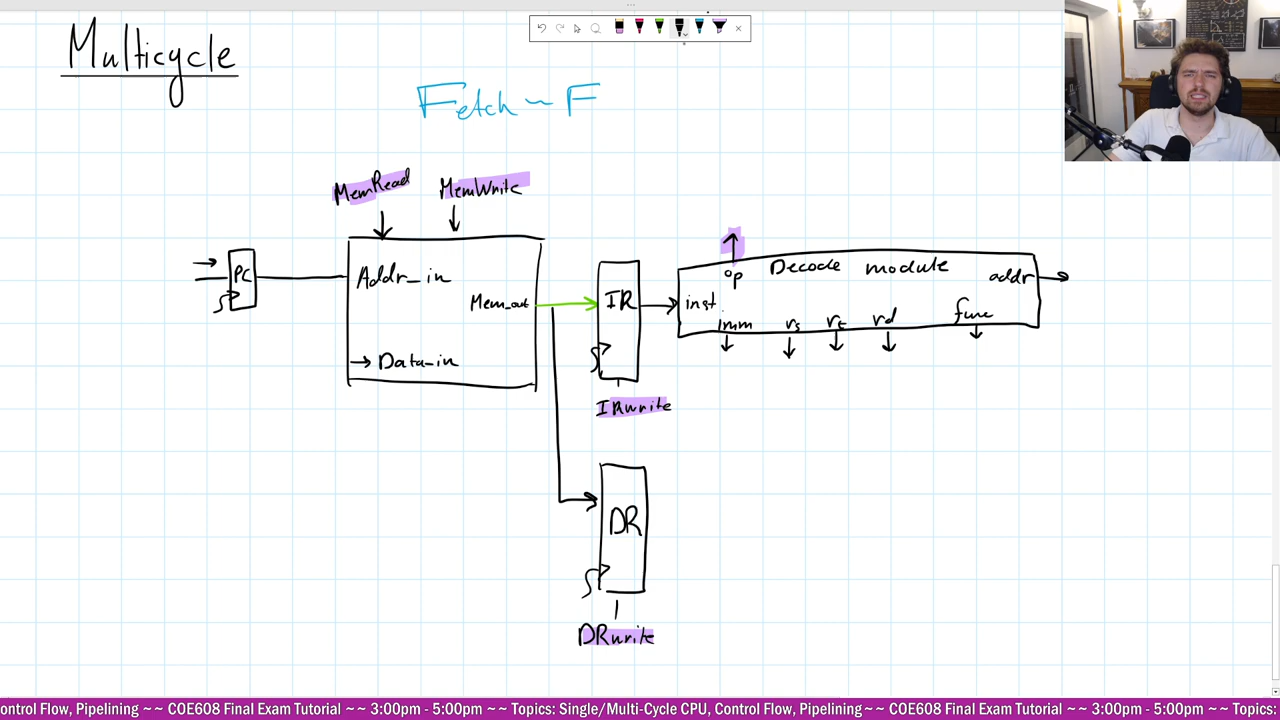 Multicycle
Fetch ~ F
MemRead
MemWrite
PC
Addr_in
Mem_out
Data_in
IR
IRwrite
op
Decode module
addr
inst
imm
rs
rt
rd
func
DR
DRwrite
ontrol Flow, Pipelining ~~ COE608 Final Exam Tutorial ~~ 3:00pm - 5:00pm ~~ Topics: Single/Multi-Cycle CPU, Control Flow, Pipelining~~ COE608 Final Exam Tutorial ~~ 3:00pm - 5:00pm ~~ Topics: